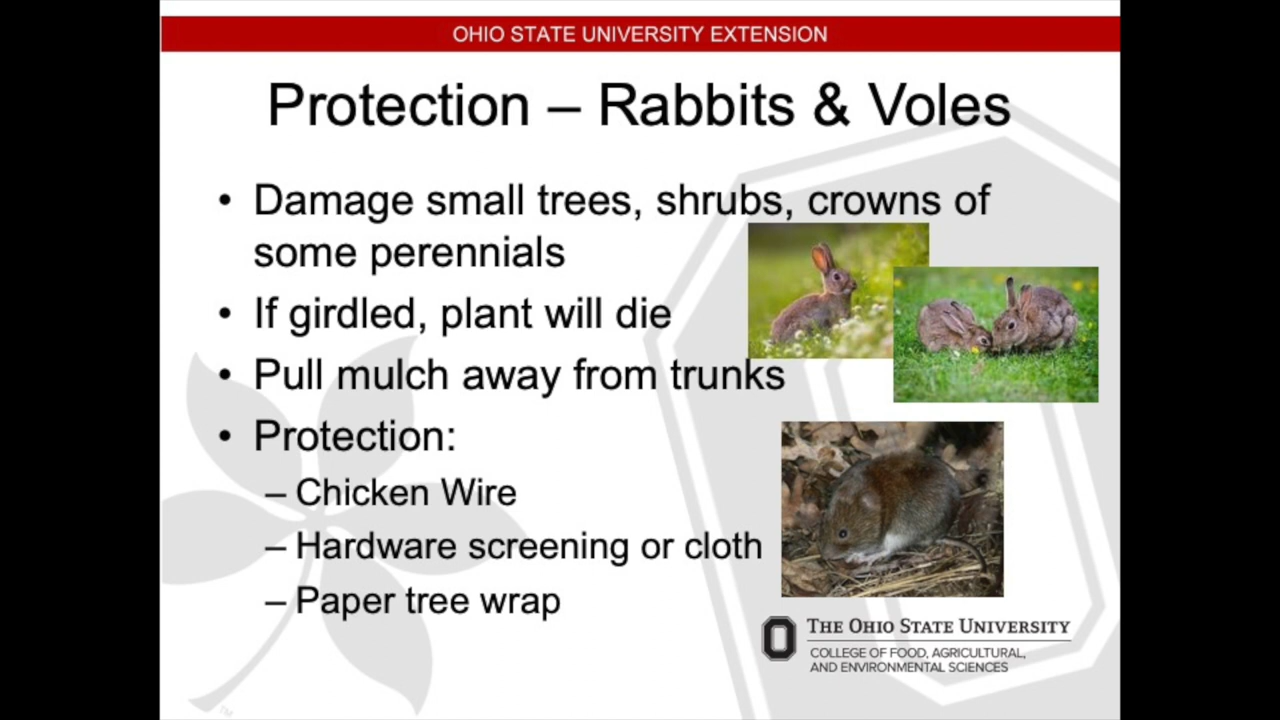 OHIO STATE UNIVERSITY EXTENSION
Protection – Rabbits & Voles
• Damage small trees, shrubs, crowns of
some perennials
• If girdled, plant will die
• Pull mulch away from trunks
• Protection:
– Chicken Wire
– Hardware screening or cloth
– Paper tree wrap
THE OHIO STATE UNIVERSITY
COLLEGE OF FOOD, AGRICULTURAL,
AND ENVIRONMENTAL SCIENCES
TM